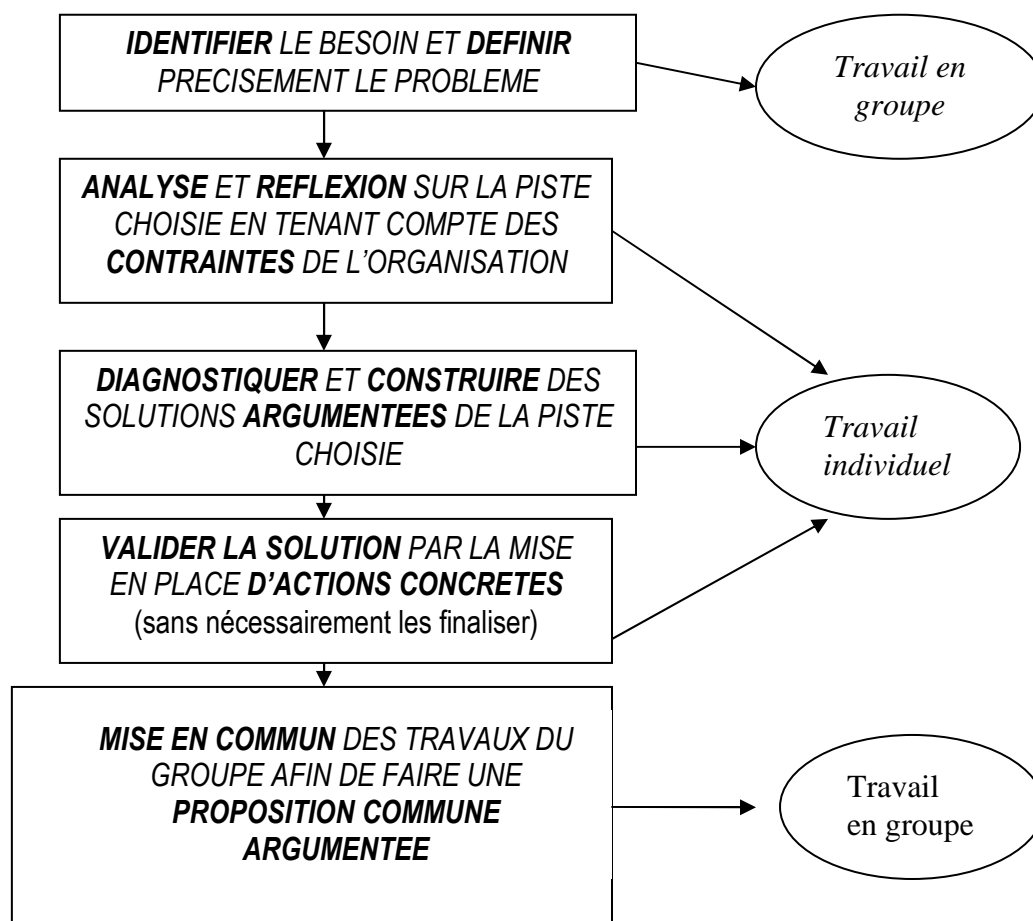 IDENTIFIER LE BESOIN ET DEFINIR
PRECISEMENT LE PROBLEME
Travail en
groupe
ANALYSE ET REFLEXION SUR LA PISTE
CHOISIE EN TENANT COMPTE DES
CONTRAINTES DE L'ORGANISATION
DIAGNOSTIQUER ET CONSTRUIRE DES
SOLUTIONS ARGUMENTEES DE LA PISTE
CHOISIE
Travail
individuel
VALIDER LA SOLUTION PAR LA MISE
EN PLACE D'ACTIONS CONCRETES
(sans nécessairement les finaliser)
MISE EN COMMUN DES TRAVAUX DU
GROUPE AFIN DE FAIRE UNE
PROPOSITION COMMUNE
ARGUMENTEE
Travail
en groupe